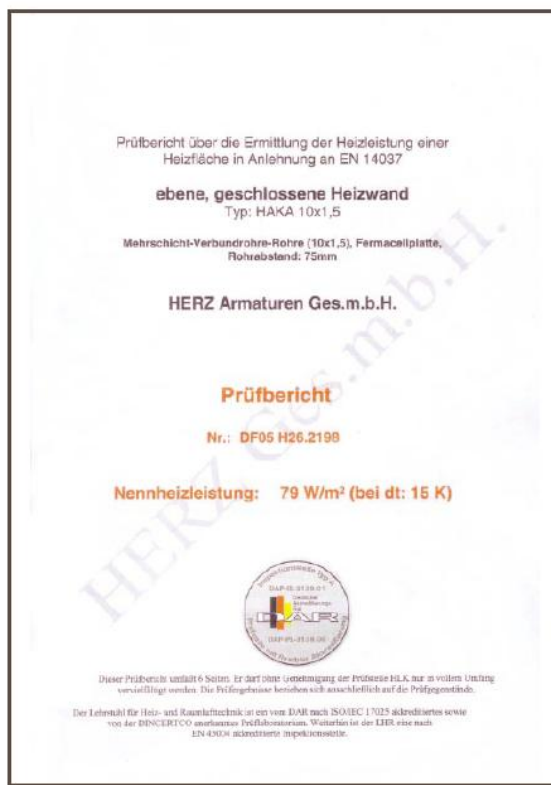 Prüfbericht über die Ermittlung der Heizleistung einer
Heizfläche in Anlehnung an EN 14037
ebene, geschlossene Heizwand
Typ: HAKA 10x1,5
Mehrschicht-Verbundrohre-Rohre (10x1,5), Fermacellplatte,
Rohrabstand: 75mm
HERZ Armaturen Ges.m.b.H.
Prüfbericht
Nr.: DF05 H26.2198
Nennheizleistung: 79 W/m² (bei dt: 15 K)
HERZ Ges.m.b.H.
Inspektionsstelle Typ A
DAR
Dieser Prüfbericht umfaßt 6 Seiten. Er darf ohne Genehmigung der Prüfstelle HLK nur in vollem Umfang
vervielfältigt werden. Die Prüfergebnisse beziehen sich ausschließlich auf die Prüfgegenstände.
Der Lehrstuhl für Heiz- und Raumlufttechnik ist ein vom DAR nach ISO/IEC 17025 akkreditiertes sowie
von der DINCERTCO anerkanntes Prüflaboratorium. Weiterhin ist der LHR eine nach
EN 45004 akkreditierte Inspektionsstelle.